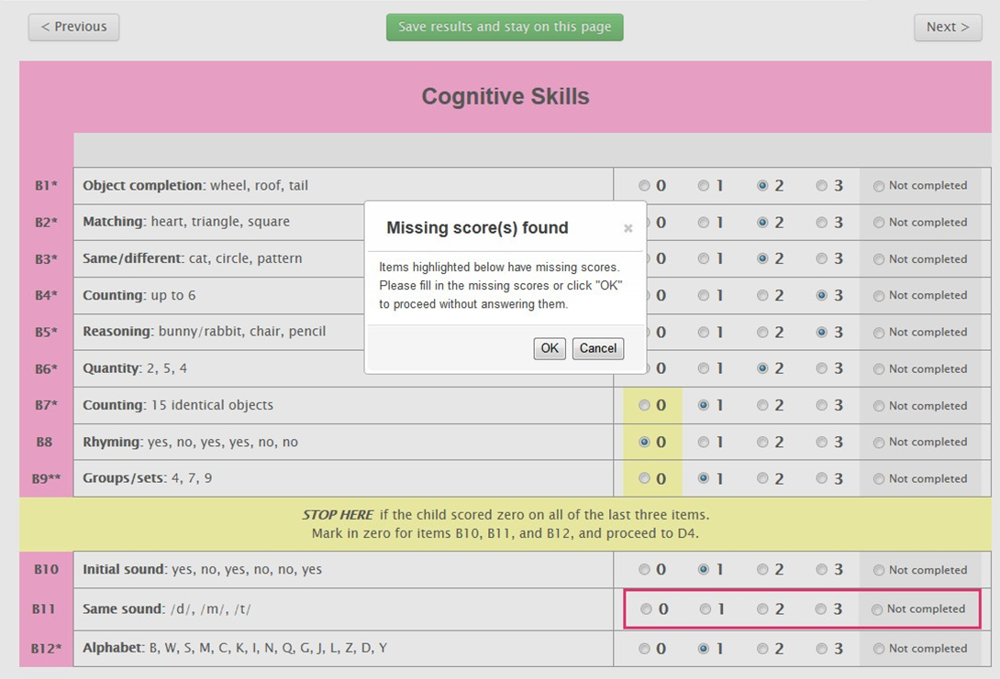 < Previous
Save results and stay on this page
Next >
Cognitive Skills
B1* Object completion: wheel, roof, tail 0 1 2 3 Not completed
B2* Matching: heart, triangle, square 0 1 2 3 Not completed
B3* Same/different: cat, circle, pattern 0 1 2 3 Not completed
B4* Counting: up to 6 0 1 2 3 Not completed
B5* Reasoning: bunny/rabbit, chair, pencil 0 1 2 3 Not completed
B6* Quantity: 2, 5, 4 0 1 2 3 Not completed
Missing score(s) found ×
Items highlighted below have missing scores.
Please fill in the missing scores or click "OK"
to proceed without answering them.
OK Cancel
B7* Counting: 15 identical objects 0 1 2 3 Not completed
B8 Rhyming: yes, no, yes, yes, no, no 0 1 2 3 Not completed
B9** Groups/sets: 4, 7, 9 0 1 2 3 Not completed
STOP HERE if the child scored zero on all of the last three items.
Mark in zero for items B10, B11, and B12, and proceed to D4.
B10 Initial sound: yes, no, yes, no, no, yes 0 1 2 3 Not completed
B11 Same sound: /d/, /m/, /t/ 0 1 2 3 Not completed
B12* Alphabet: B, W, S, M, C, K, I, N, Q, G, J, L, Z, D, Y 0 1 2 3 Not completed